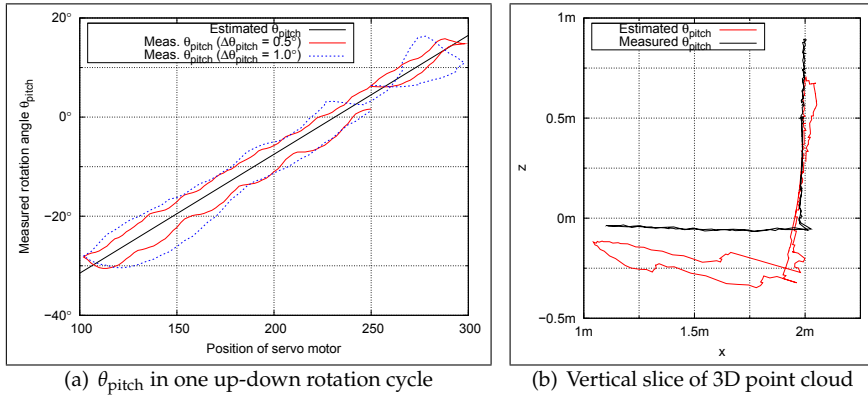 20°
0°
−20°
−40°
100
150
200
250
300
Measured rotation angle θpitch
Position of servo motor
Estimated θpitch
Meas. θpitch (Δθpitch = 0.5°)
Meas. θpitch (Δθpitch = 1.0°)
(a) θpitch in one up-down rotation cycle
1m
0.5m
0m
−0.5m
1m
1.5m
2m
z
x
Estimated θpitch
Measured θpitch
(b) Vertical slice of 3D point cloud